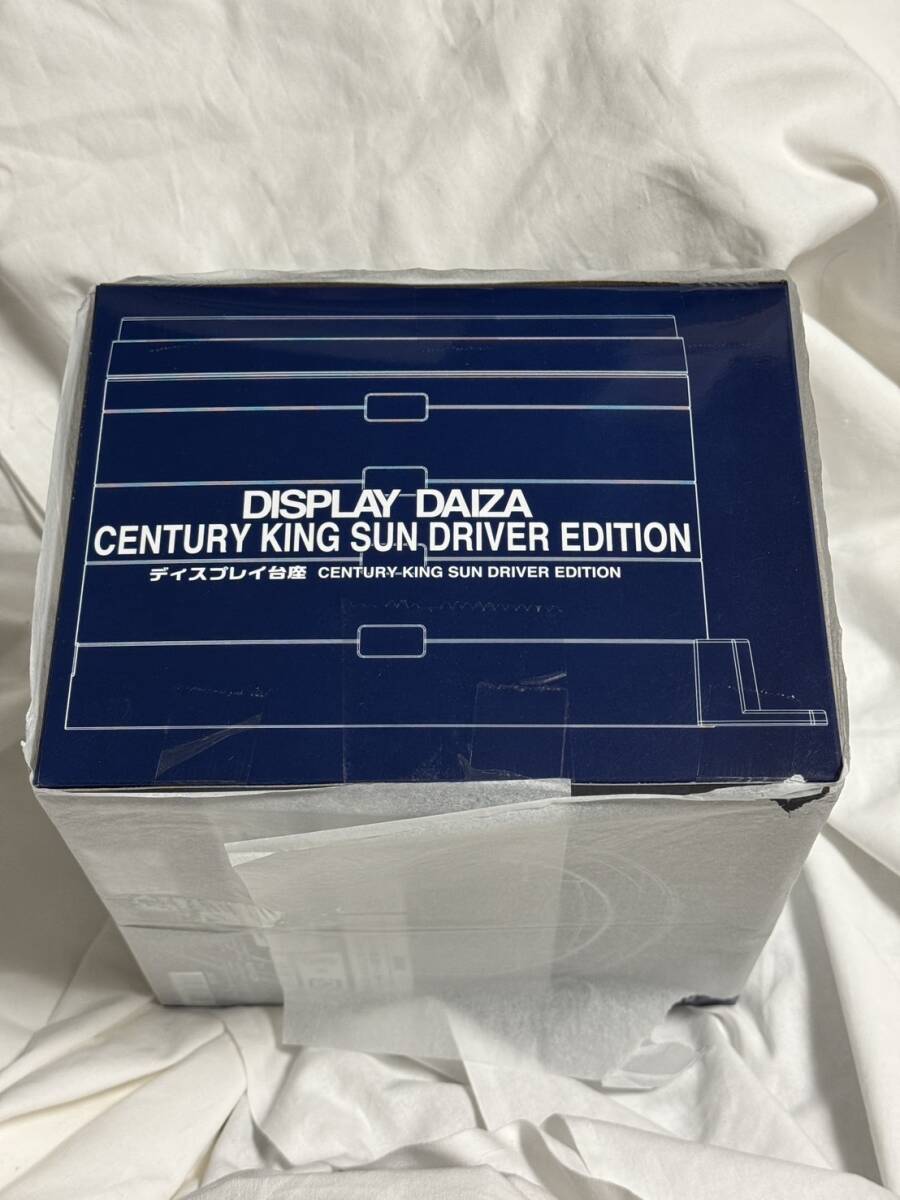 DISPLAY DAIZA
CENTURY KING SUN DRIVER EDITION
ディスプレイ台座 CENTURY KING SUN DRIVER EDITION